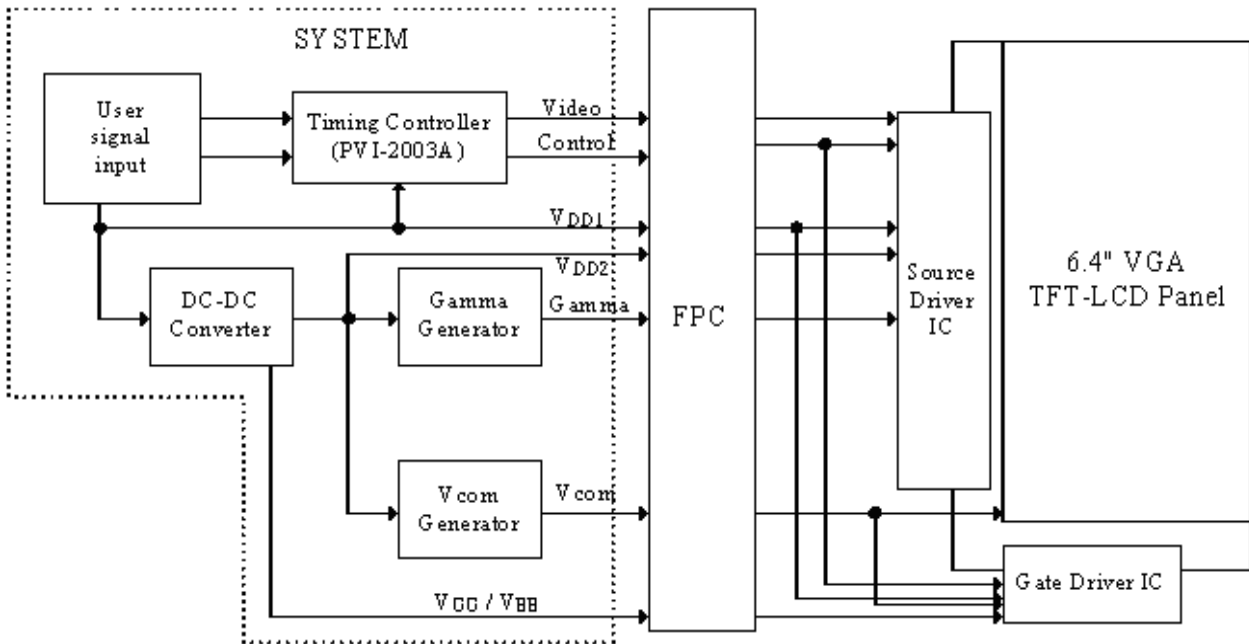 SYSTEM
User
signal
input
Timing Controller
(PVI-2003A)
Video
Control
VDD1
VDD2
DC-DC
Converter
Gamma
Generator
Gamma
FPC
Source
Driver
IC
6.4" VGA
TFT-LCD Panel
Vcom
Generator
Vcom
Gate Driver IC
VGG / VBB